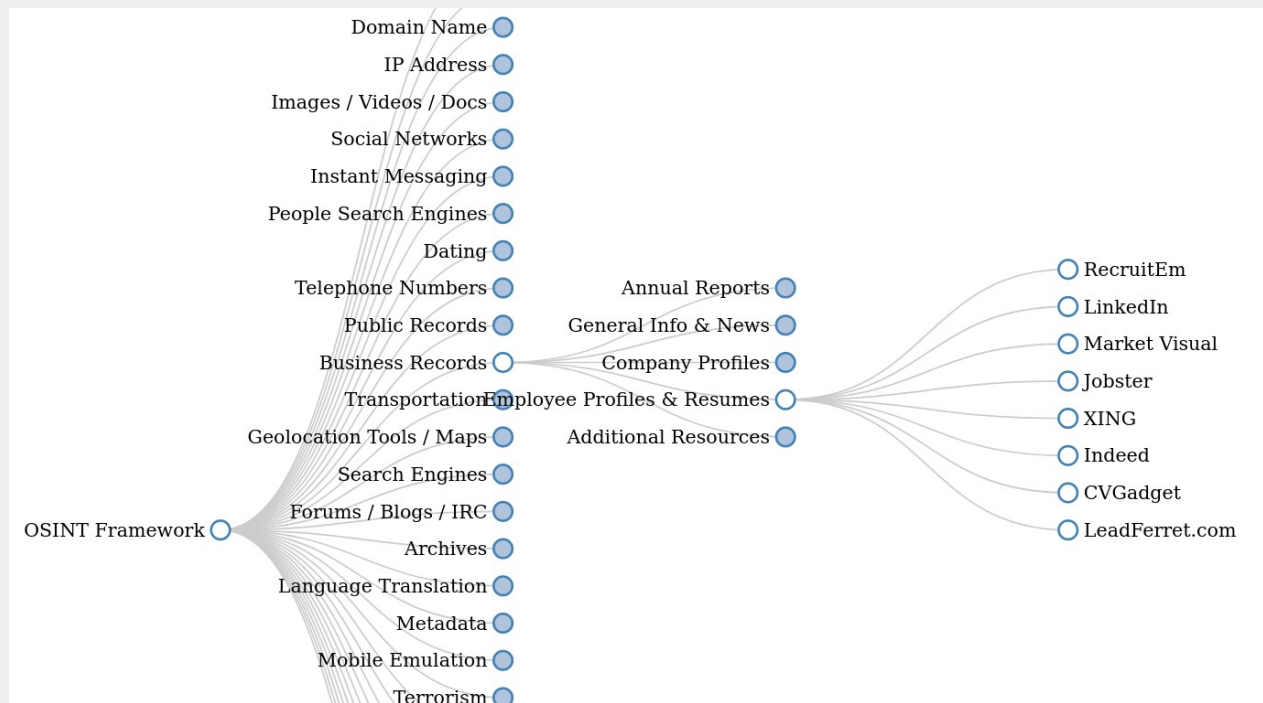 Domain Name
IP Address
Images / Videos / Docs
Social Networks
Instant Messaging
People Search Engines
Dating
Telephone Numbers
Public Records
Business Records
Transportation
Geolocation Tools / Maps
Search Engines
Forums / Blogs / IRC
OSINT Framework
Archives
Language Translation
Metadata
Mobile Emulation
Terrorism
Annual Reports
General Info & News
Company Profiles
Employee Profiles & Resumes
Additional Resources
RecruitEm
LinkedIn
Market Visual
Jobster
XING
Indeed
CVGadget
LeadFerret.com